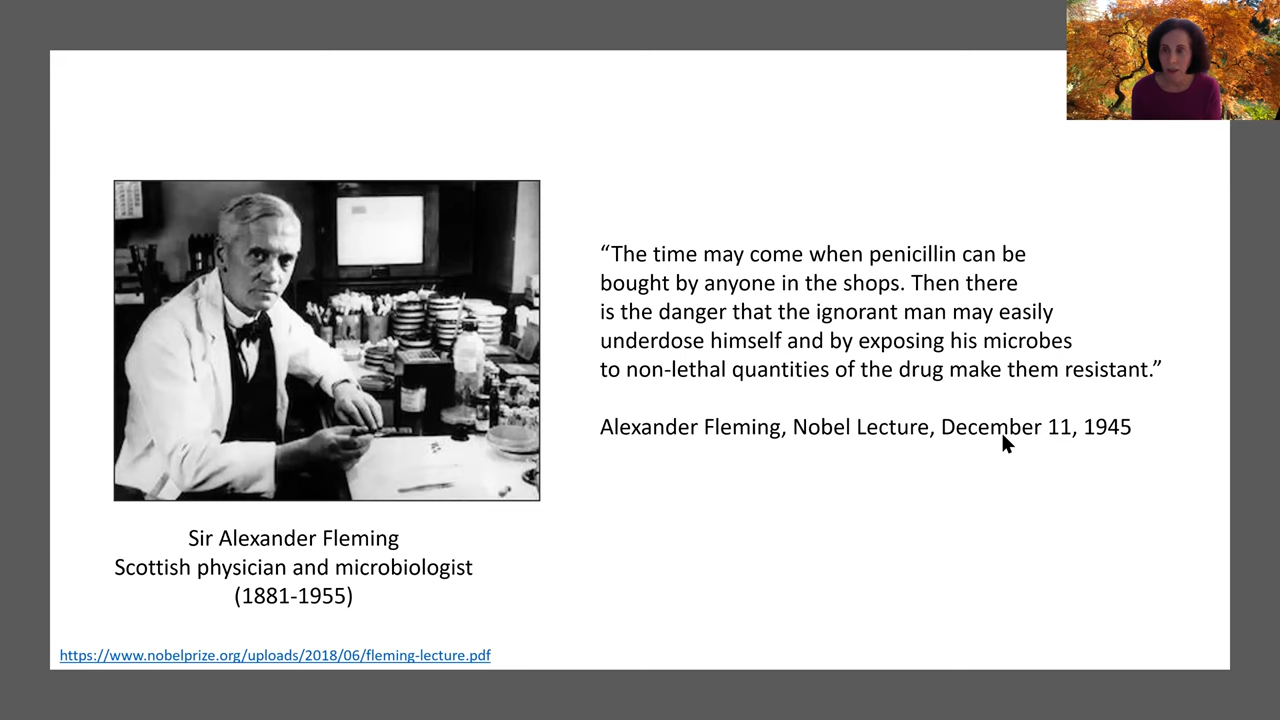 “The time may come when penicillin can be
bought by anyone in the shops. Then there
is the danger that the ignorant man may easily
underdose himself and by exposing his microbes
to non-lethal quantities of the drug make them resistant.”
Alexander Fleming, Nobel Lecture, December 11, 1945
Sir Alexander Fleming
Scottish physician and microbiologist
(1881-1955)
https://www.nobelprize.org/uploads/2018/06/fleming-lecture.pdf